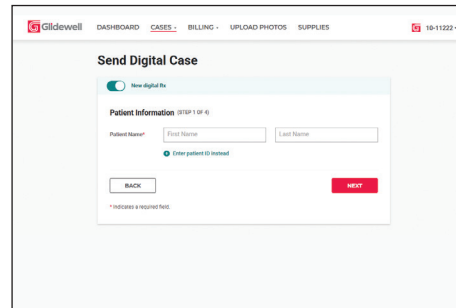 Glidewell DASHBOARD CASES BILLING UPLOAD PHOTOS SUPPLIES 10-11222
Send Digital Case
New digital Rx
Patient Information (STEP 1 OF 4)
Patient Name* First Name Last Name
Enter patient ID instead
BACK NEXT
* Indicates a required field.